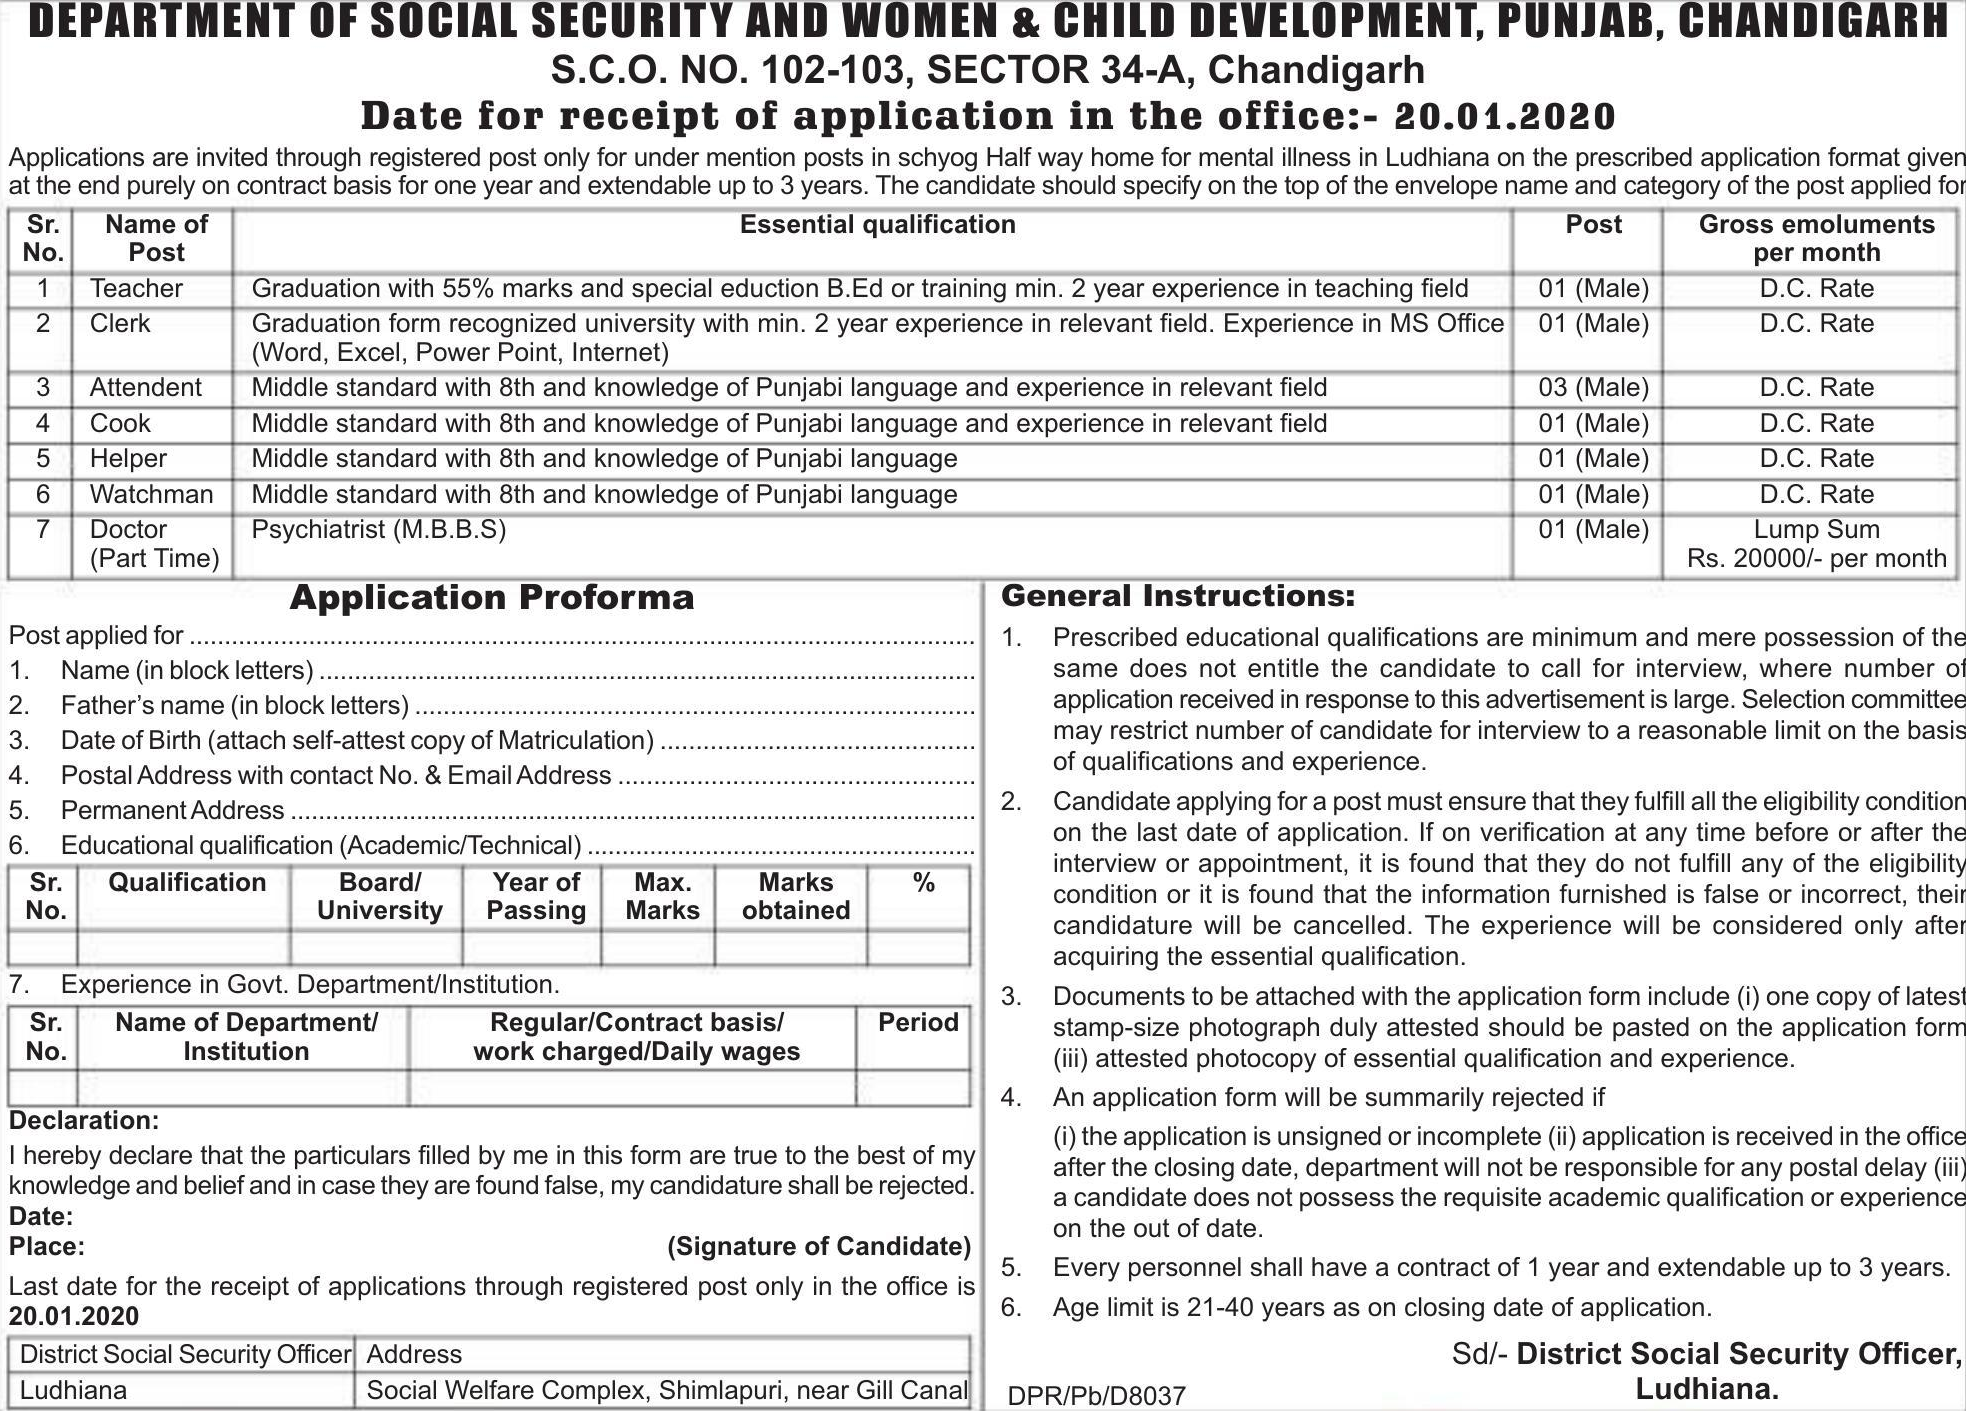 DEPARTMENT OF SOCIAL SECURITY AND WOMEN & CHILD DEVELOPMENT, PUNJAB, CHANDIGARH
S.C.O. NO. 102-103, SECTOR 34-A, Chandigarh
Date for receipt of application in the office:- 20.01.2020
Applications are invited through registered post only for under mention posts in schyog Half way home for mental illness in Ludhiana on the prescribed application format given
at the end purely on contract basis for one year and extendable up to 3 years. The candidate should specify on the top of the envelope name and category of the post applied for
Sr. No. Name of Post Essential qualification Post Gross emoluments per month
1 Teacher Graduation with 55% marks and special eduction B.Ed or training min. 2 year experience in teaching field 01 (Male) D.C. Rate
2 Clerk Graduation form recognized university with min. 2 year experience in relevant field. Experience in MS Office 01 (Male) D.C. Rate
(Word, Excel, Power Point, Internet)
3 Attendent Middle standard with 8th and knowledge of Punjabi language and experience in relevant field 03 (Male) D.C. Rate
4 Cook Middle standard with 8th and knowledge of Punjabi language and experience in relevant field 01 (Male) D.C. Rate
5 Helper Middle standard with 8th and knowledge of Punjabi language 01 (Male) D.C. Rate
6 Watchman Middle standard with 8th and knowledge of Punjabi language 01 (Male) D.C. Rate
7 Doctor Psychiatrist (M.B.B.S) 01 (Male) Lump Sum
(Part Time) Rs. 20000/- per month
Application Proforma
Post applied for ..........
1. Name (in block letters) ..........
2. Father's name (in block letters) ..........
3. Date of Birth (attach self-attest copy of Matriculation) ..........
4. Postal Address with contact No. & Email Address ..........
5. Permanent Address ..........
6. Educational qualification (Academic/Technical) ..........
Sr. No. Qualification Board/ University Year of Passing Max. Marks Marks obtained %
7. Experience in Govt. Department/Institution.
Sr. No. Name of Department/ Institution Regular/Contract basis/ work charged/Daily wages Period
Declaration:
I hereby declare that the particulars filled by me in this form are true to the best of my
knowledge and belief and in case they are found false, my candidature shall be rejected.
Date:
Place: (Signature of Candidate)
Last date for the receipt of applications through registered post only in the office is
20.01.2020
District Social Security Officer Address
Ludhiana Social Welfare Complex, Shimlapuri, near Gill Canal
General Instructions:
1. Prescribed educational qualifications are minimum and mere possession of the
same does not entitle the candidate to call for interview, where number of
application received in response to this advertisement is large. Selection committee
may restrict number of candidate for interview to a reasonable limit on the basis
of qualifications and experience.
2. Candidate applying for a post must ensure that they fulfill all the eligibility condition
on the last date of application. If on verification at any time before or after the
interview or appointment, it is found that they do not fulfill any of the eligibility
condition or it is found that the information furnished is false or incorrect, their
candidature will be cancelled. The experience will be considered only after
acquiring the essential qualification.
3. Documents to be attached with the application form include (i) one copy of latest
stamp-size photograph duly attested should be pasted on the application form
(iii) attested photocopy of essential qualification and experience.
4. An application form will be summarily rejected if
(i) the application is unsigned or incomplete (ii) application is received in the office
after the closing date, department will not be responsible for any postal delay (iii)
a candidate does not possess the requisite academic qualification or experience
on the out of date.
5. Every personnel shall have a contract of 1 year and extendable up to 3 years.
6. Age limit is 21-40 years as on closing date of application.
Sd/- District Social Security Officer,
Ludhiana.
DPR/Pb/D8037